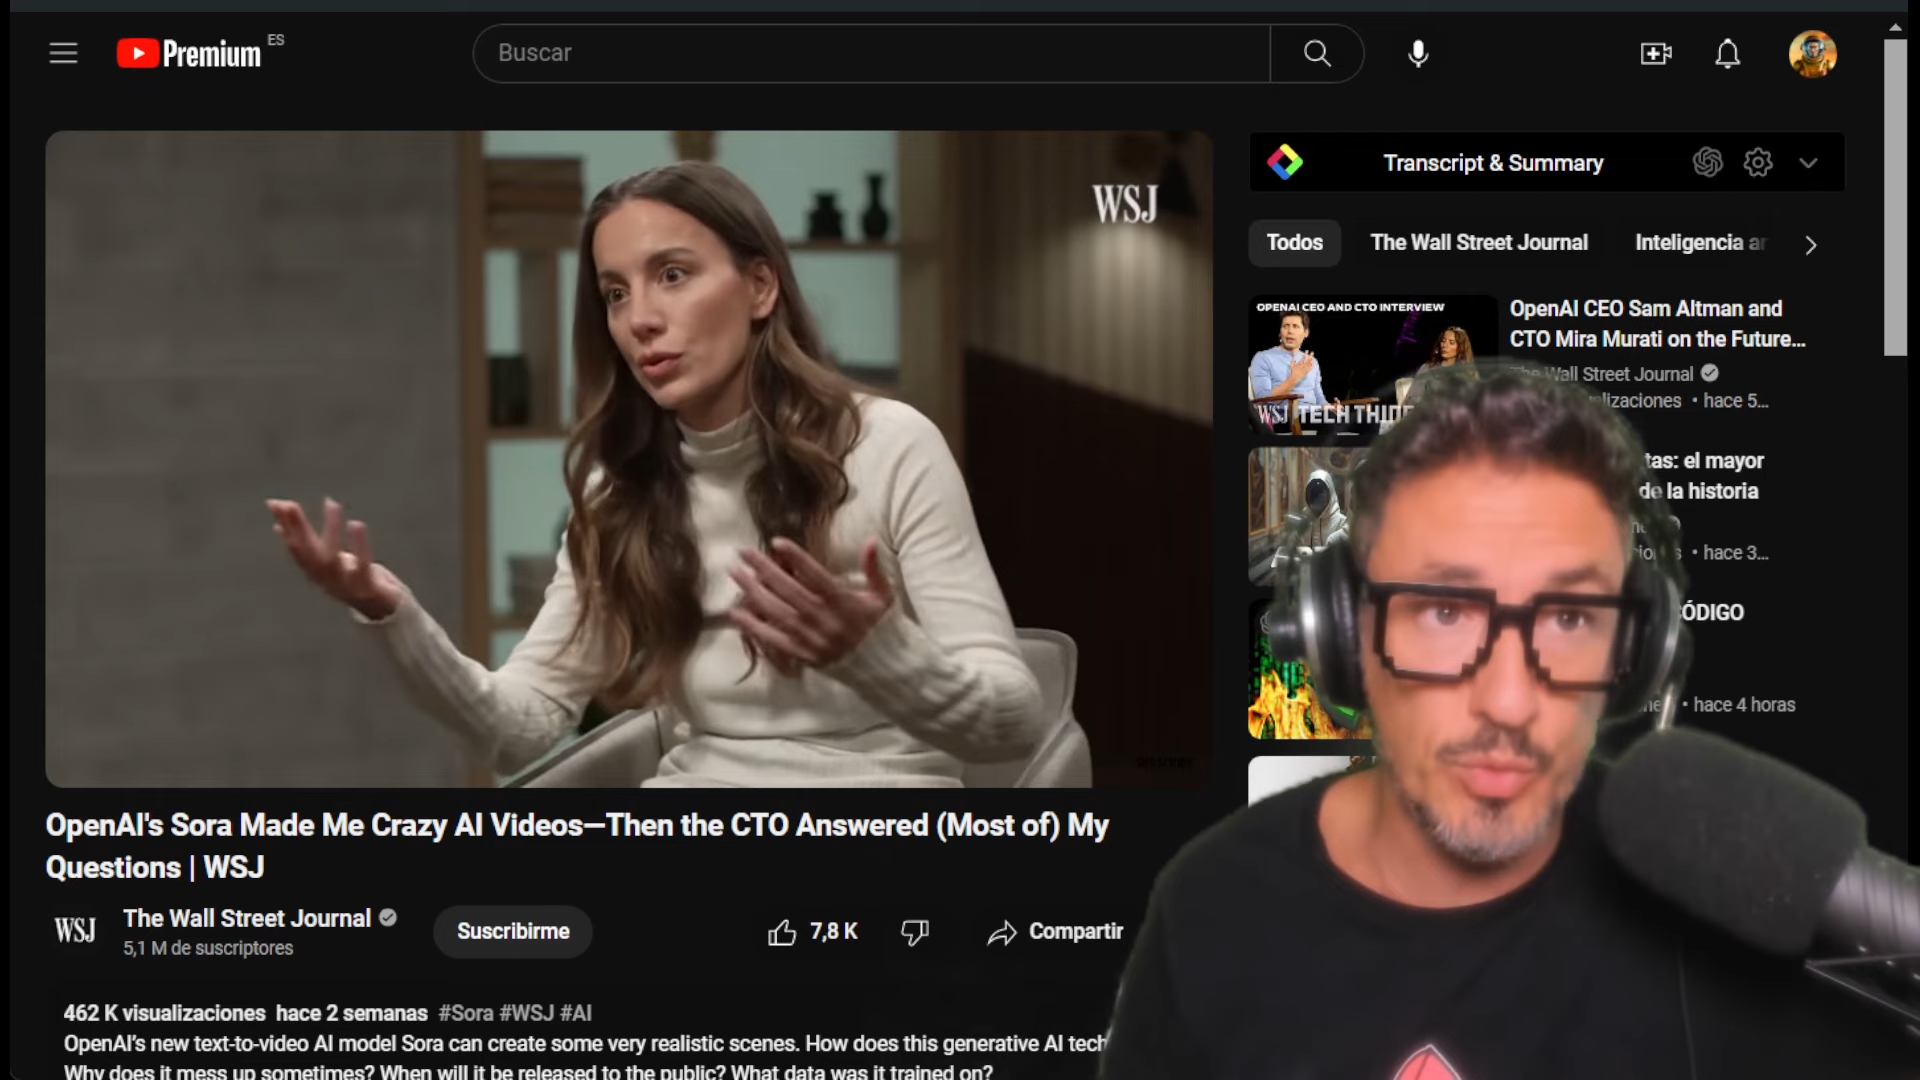 Premium ES
Buscar
WSJ
Transcript & Summary
Todos
The Wall Street Journal
Inteligencia
OPENAI CEO AND CTO INTERVIEW
WSJ TECH
OpenAI CEO Sam Altman and
CTO Mira Murati on the Future...
The Wall Street Journal
• hace 5...
el mayor
de la historia
• hace 3...
• hace 4 horas
OpenAI's Sora Made Me Crazy AI Videos—Then the CTO Answered (Most of) My
Questions | WSJ
WSJ
The Wall Street Journal
5,1 M de suscriptores
Suscribirme
7,8 K
Compartir
462 K visualizaciones hace 2 semanas #Sora #WSJ #AI
OpenAI's new text-to-video AI model Sora can create some very realistic scenes. How does this generative AI tech
Why does it mess up sometimes? When will it be released to the public? What data was it trained on?